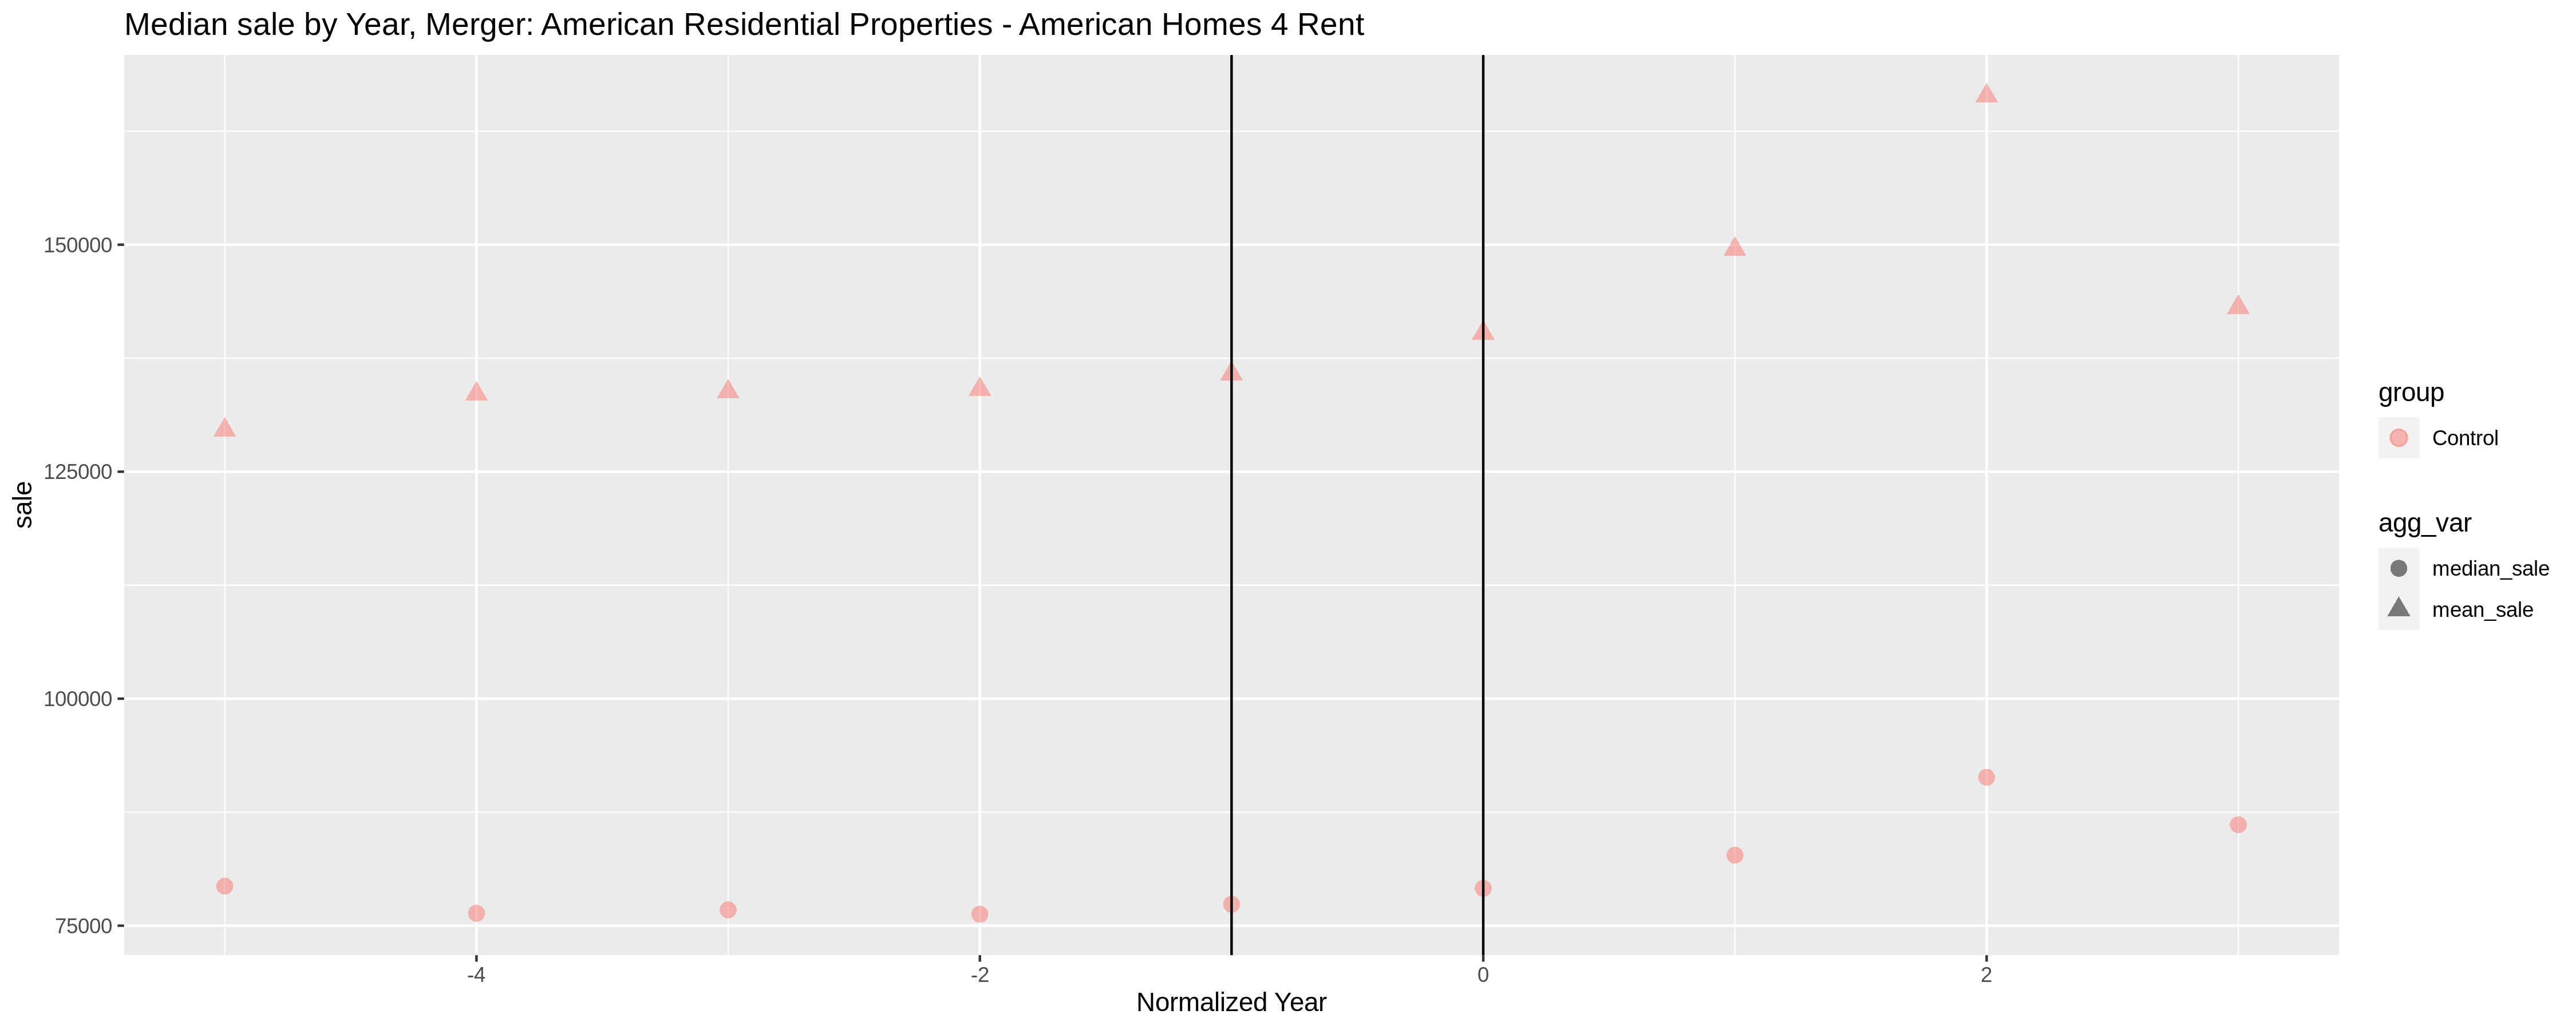 Median sale by Year, Merger: American Residential Properties - American Homes 4 Rent
sale
150000
125000
100000
75000
-4
-2
0
2
Normalized Year
group
Control
agg_var
median_sale
mean_sale